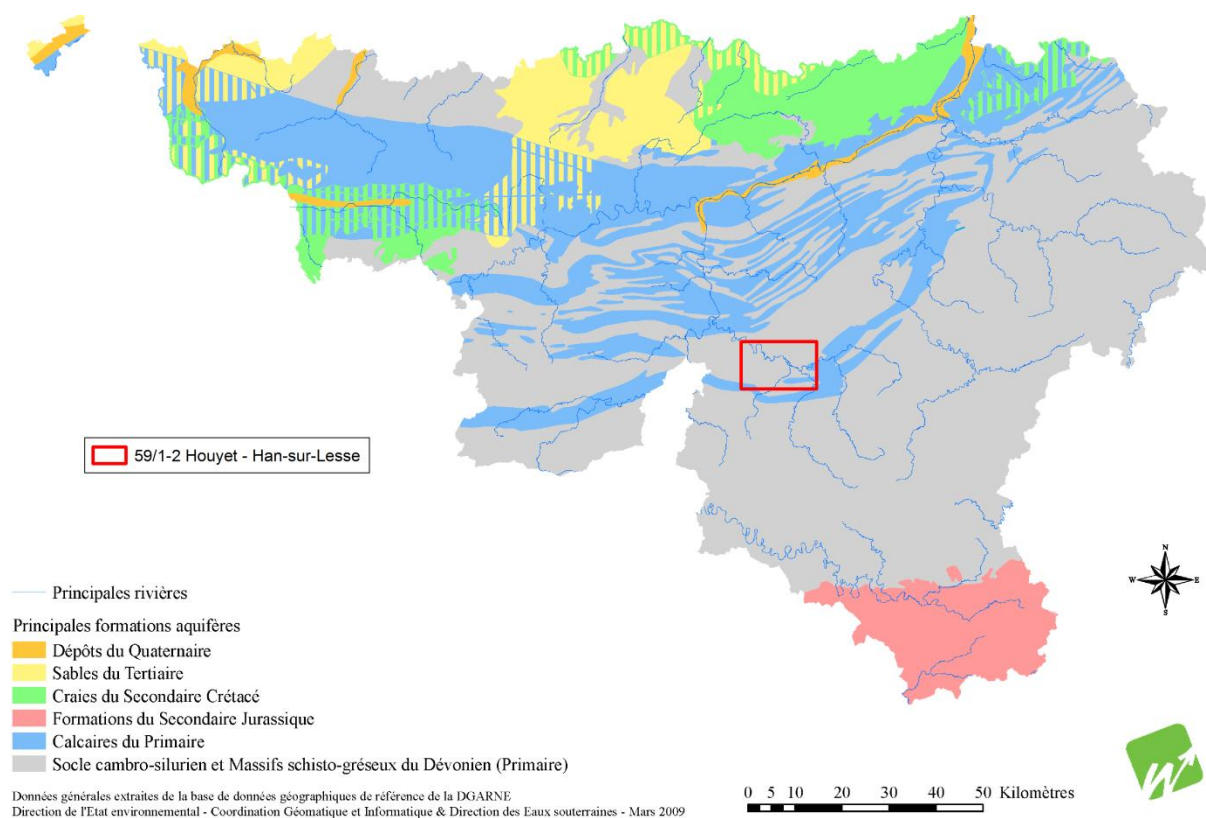 59/1-2 Houyet - Han-sur-Lesse
N
W E
S
Principales rivières
Principales formations aquifères
Dépôts du Quaternaire
Sables du Tertiaire
Craies du Secondaire Crétacé
Formations du Secondaire Jurassique
Calcaires du Primaire
Socle cambro-silurien et Massifs schisto-gréseux du Dévonien (Primaire)
Données générales extraites de la base de données géographiques de référence de la DGARNE
Direction de l'Etat environnemental - Coordination Géomatique et Informatique & Direction des Eaux souterraines - Mars 2009
0 5 10 20 30 40 50 Kilomètres